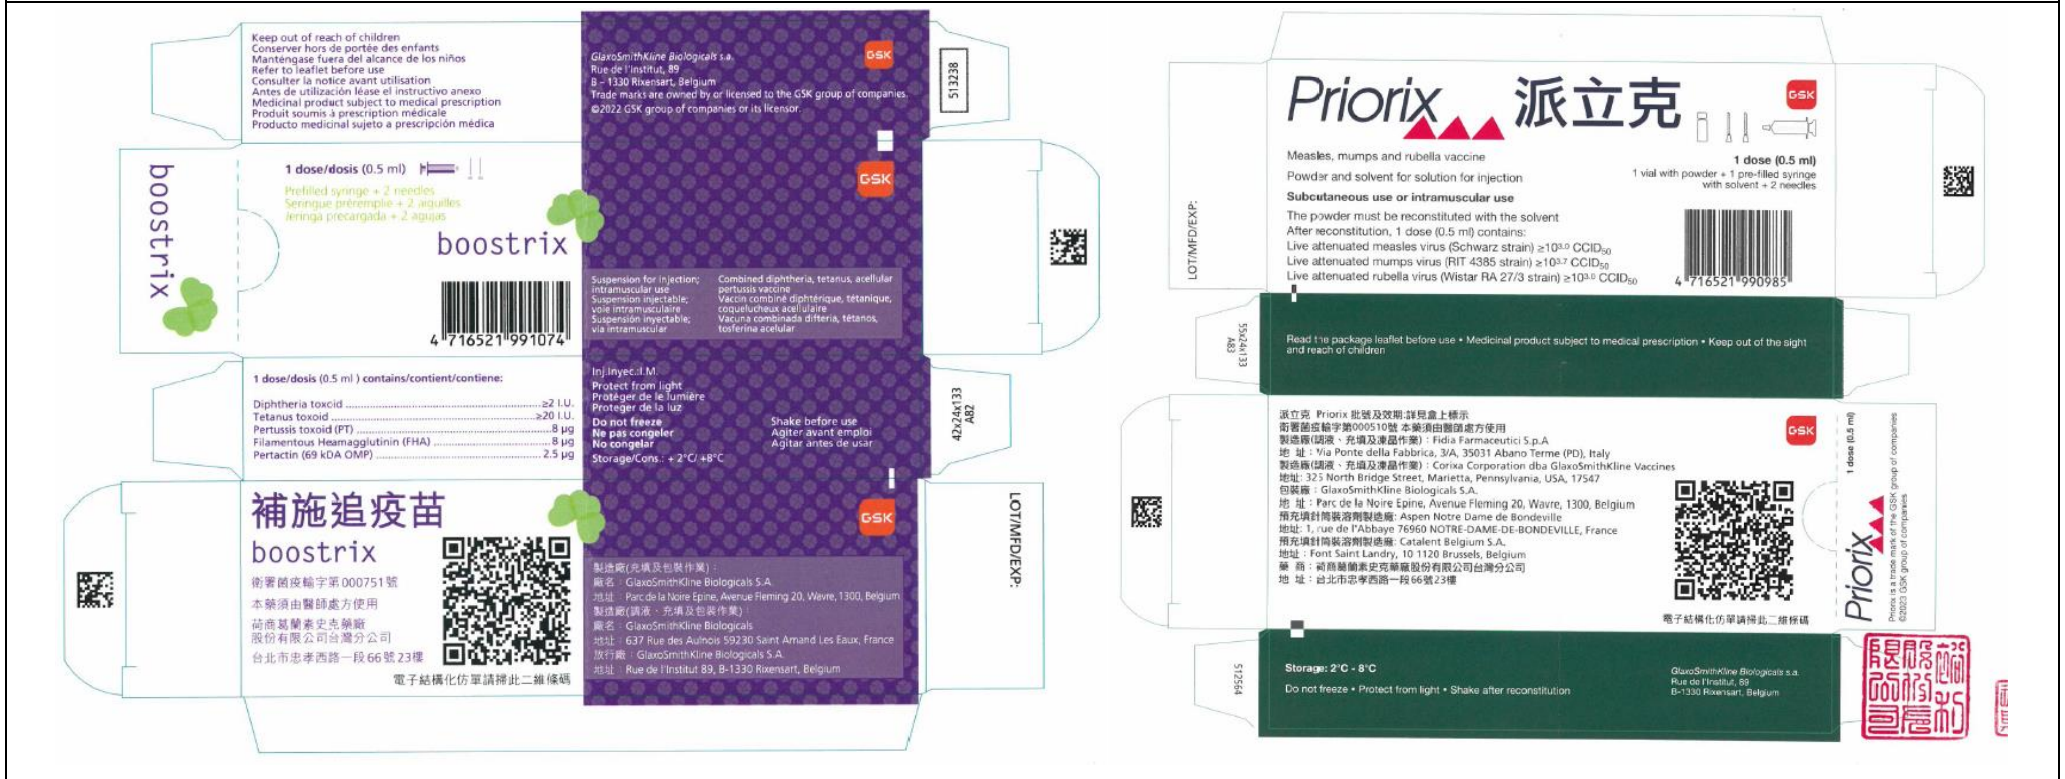 Keep out of reach of children
Conserver hors de portée des enfants
Manténgase fuera del alcance de los niños
Refer to leaflet before use
Consulter la notice avant utilisation
Antes de utilización léase el instructivo anexo
Medicinal product subject to medical prescription
Produit soumis à prescription médicale
Producto medicinal sujeto a prescripción médica
GlaxoSmithKline Biologicals s.a.
Rue de l'Institut, 89
B – 1330 Rixensart, Belgium
Trade marks are owned by or licensed to the GSK group of companies.
©2022 GSK group of companies or its licensor.
GSK
513238
boostrix
1 dose/dosis (0.5 ml)
Prefilled syringe + 2 needles
Seringue préremplie + 2 aiguilles
Jeringa precargada + 2 agujas
boostrix
4 716521 991074
GSK
Suspension for injection;
intramuscular use
Suspension injectable;
voie intramusculaire
Suspensión inyectable;
vía intramuscular
Combined diphtheria, tetanus, acellular
pertussis vaccine
Vaccin combiné diphtérique, tétanique,
coquelucheux acellulaire
Vacuna combinada difteria, tétanos,
tosferina acelular
1 dose/dosis (0.5 ml ) contains/contient/contiene:
Diphtheria toxoid ................ ≥2 I.U.
Tetanus toxoid ................ ≥20 I.U.
Pertussis toxoid (PT) ................ 8 µg
Filamentous Heamagglutinin (FHA) ................ 8 µg
Pertactin (69 kDA OMP) ................ 2.5 µg
Inj.Inyec.:I.M.
Protect from light
Protéger de le lumière
Proteger de la luz
Do not freeze
Ne pas congeler
No congelar
Storage/Cons.: + 2°C/ +8°C
Shake before use
Agiter avant emploi
Agitar antes de usar
42x24x133
A82
補施追疫苗
boostrix
衛署菌疫輸字第000751號
本藥須由醫師處方使用
荷商葛蘭素史克藥廠
股份有限公司台灣分公司
台北市忠孝西路一段66號23樓
電子結構化仿單請掃此二維條碼
GSK
製造廠(充填及包裝作業)：
廠名：GlaxoSmithKline Biologicals S.A.
地址：Parc de la Noire Epine, Avenue Fleming 20, Wavre, 1300, Belgium
製造廠(調液、充填及包裝作業)：
廠名：GlaxoSmithKline Biologicals
地址：637 Rue des Aulnois 59230 Saint Amand Les Eaux, France
放行廠：GlaxoSmithKline Biologicals S.A.
地址：Rue de l'Institut 89, B-1330 Rixensart, Belgium
LOT/MFD/EXP:
Priorix 派立克
GSK
Measles, mumps and rubella vaccine
Powder and solvent for solution for injection
Subcutaneous use or intramuscular use
The powder must be reconstituted with the solvent
After reconstitution, 1 dose (0.5 ml) contains:
Live attenuated measles virus (Schwarz strain) ≥10³·⁰ CCID₅₀
Live attenuated mumps virus (RIT 4385 strain) ≥10³·⁷ CCID₅₀
Live attenuated rubella virus (Wistar RA 27/3 strain) ≥10³·⁰ CCID₅₀
1 dose (0.5 ml)
1 vial with powder + 1 pre-filled syringe
with solvent + 2 needles
4 716521 990985
LOT/MFD/EXP:
55x24x133
A83
Read the package leaflet before use • Medicinal product subject to medical prescription • Keep out of the sight
and reach of children
派立克 Priorix 批號及效期:詳見盒上標示
衛署菌疫輸字第000510號 本藥須由醫師處方使用
製造廠(調液、充填及凍晶作業)：Fidia Farmaceutici S.p.A
地 址：Via Ponte della Fabbrica, 3/A, 35031 Abano Terme (PD), Italy
製造廠(調液、充填及凍晶作業)：Corixa Corporation dba GlaxoSmithKline Vaccines
地址: 325 North Bridge Street, Marietta, Pennsylvania, USA, 17547
包裝廠：GlaxoSmithKline Biologicals S.A.
地 址：Parc de la Noire Epine, Avenue Fleming 20, Wavre, 1300, Belgium
預充填針筒裝溶劑製造廠: Aspen Notre Dame de Bondeville
地址: 1, rue de l'Abbaye 76960 NOTRE-DAME-DE-BONDEVILLE, France
預充填針筒裝溶劑製造廠: Catalent Belgium S.A.
地址：Font Saint Landry, 10 1120 Brussels, Belgium
藥 商：荷商葛蘭素史克藥廠股份有限公司台灣分公司
地 址：台北市忠孝西路一段66號23樓
GSK
電子結構化仿單請掃此二維條碼
1 dose (0.5 ml)
Priorix
Priorix is a trade mark of the GSK group of companies
©2023 GSK group of companies
512564
Storage: 2°C - 8°C
Do not freeze • Protect from light • Shake after reconstitution
GlaxoSmithKline Biologicals s.a.
Rue de l'Institut, 89
B-1330 Rixensart, Belgium